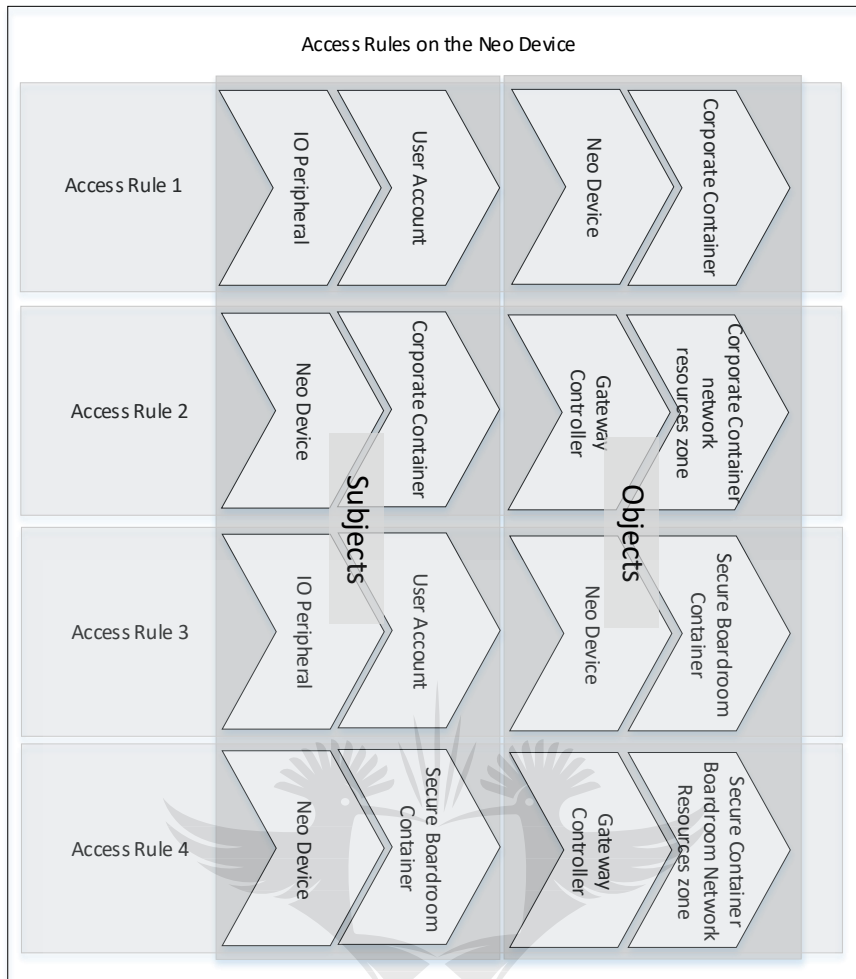 Access Rules on the Neo Device
Access Rule 1
IO Peripheral
User Account
Neo Device
Corporate Container
Access Rule 2
Neo Device
Corporate Container
Gateway
Controller
Corporate Container
network
resources zone
Subjects
Objects
Access Rule 3
IO Peripheral
User Account
Neo Device
Secure Boardroom
Container
Access Rule 4
Neo Device
Secure Boardroom
Container
Gateway
Controller
Secure Container
Boardroom Network
Resources zone